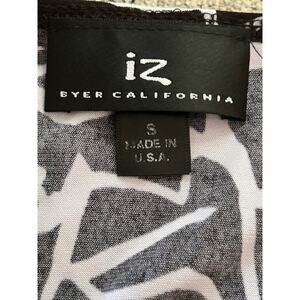 iz
BYER CALIFORNIA
S
MADE IN
U.S.A.